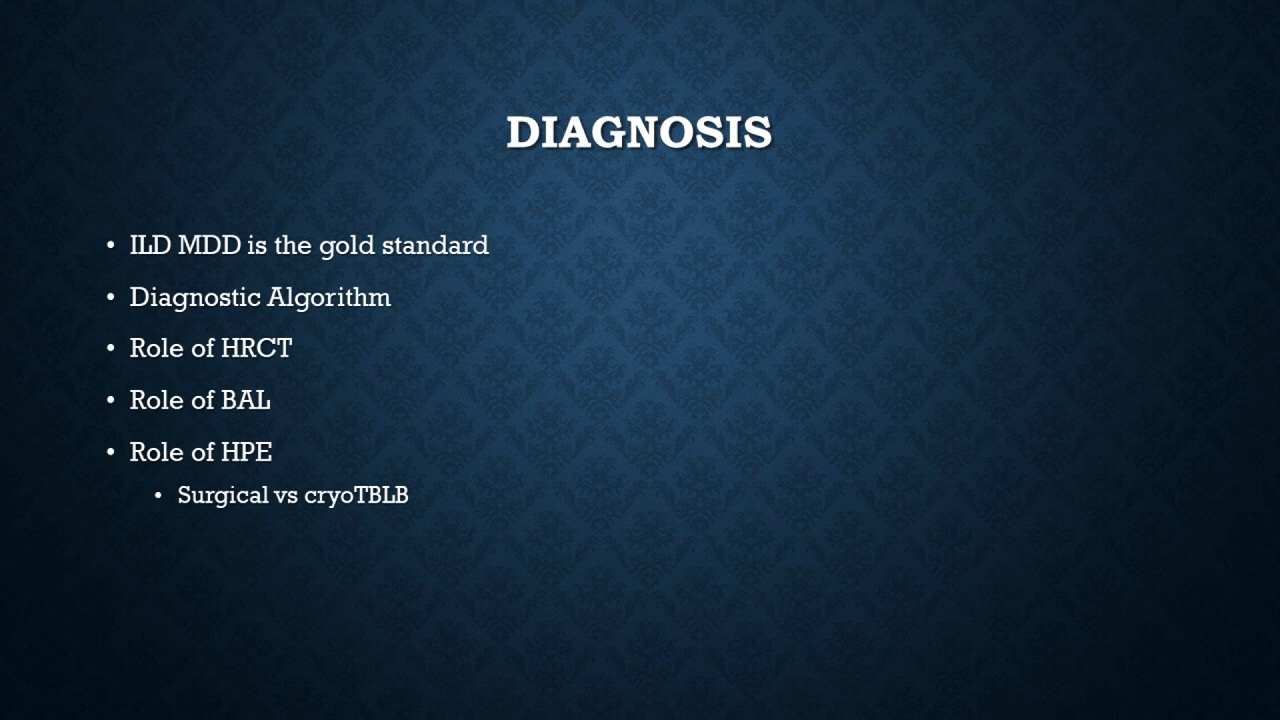 DIAGNOSIS
• ILD MDD is the gold standard
• Diagnostic Algorithm
• Role of HRCT
• Role of BAL
• Role of HPE
• Surgical vs cryoTBLB